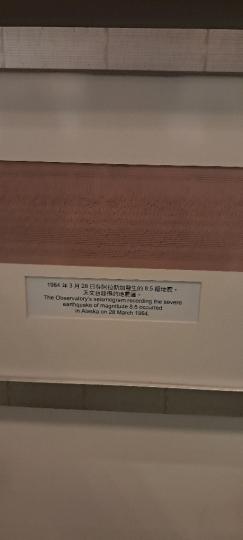 1964 年 3 月 28 日在阿拉斯加發生的 8.5 級地震，
天文台錄得的地震圖。
The Observatory's seismogram recording the severe
earthquake of magnitude 8.5 occurred
in Alaska on 28 March 1964.